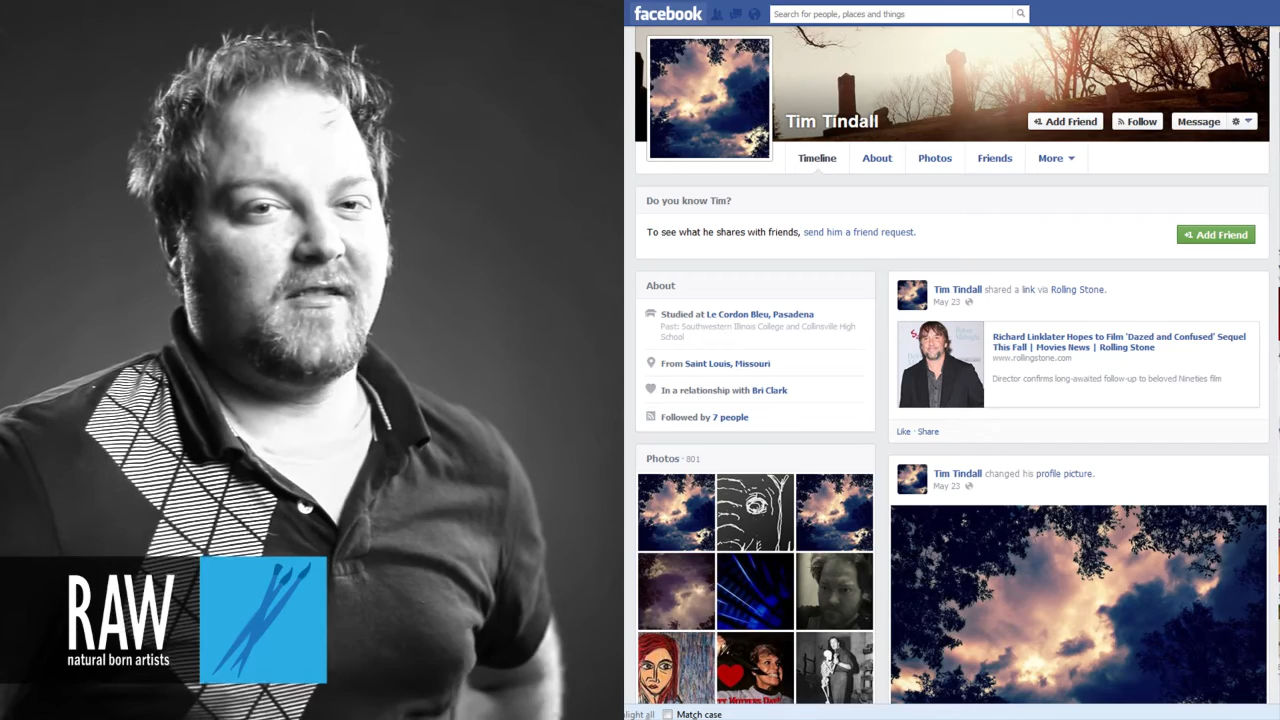 RAW
natural born artists
facebook
Search for people, places and things
Tim Tindall
+1 Add Friend
Follow
Message
Timeline
About
Photos
Friends
More
Do you know Tim?
To see what he shares with friends, send him a friend request.
+1 Add Friend
About
Studied at Le Cordon Bleu, Pasadena
Past: Southwestern Illinois College and Collinsville High
School
From Saint Louis, Missouri
In a relationship with Bri Clark
Followed by 7 people
Photos · 801
Tim Tindall shared a link via Rolling Stone.
May 23
Richard Linklater Hopes to Film 'Dazed and Confused' Sequel
This Fall | Movies News | Rolling Stone
www.rollingstone.com
Director confirms long-awaited follow-up to beloved Nineties film
Like · Share
Tim Tindall changed his profile picture.
May 23
Match case